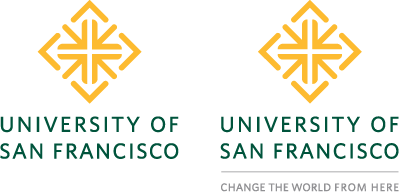 UNIVERSITY OF
SAN FRANCISCO
UNIVERSITY OF
SAN FRANCISCO
CHANGE THE WORLD FROM HERE